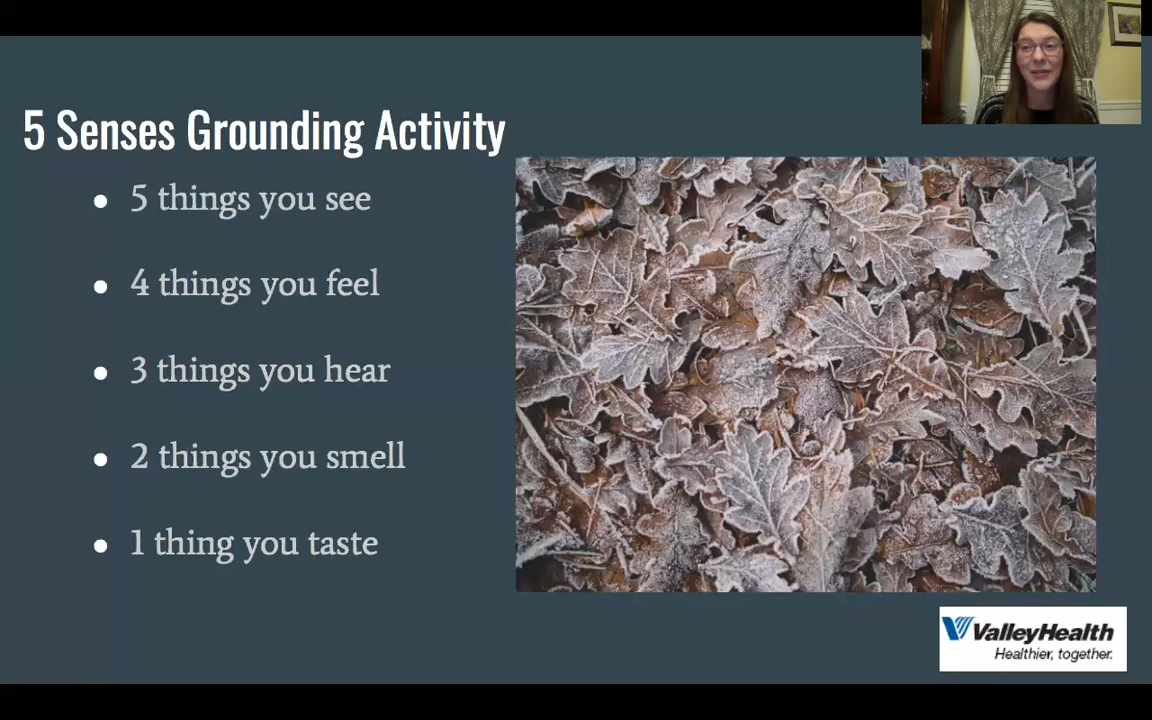 5 Senses Grounding Activity
5 things you see
4 things you feel
3 things you hear
2 things you smell
1 thing you taste
ValleyHealth
Healthier, together.